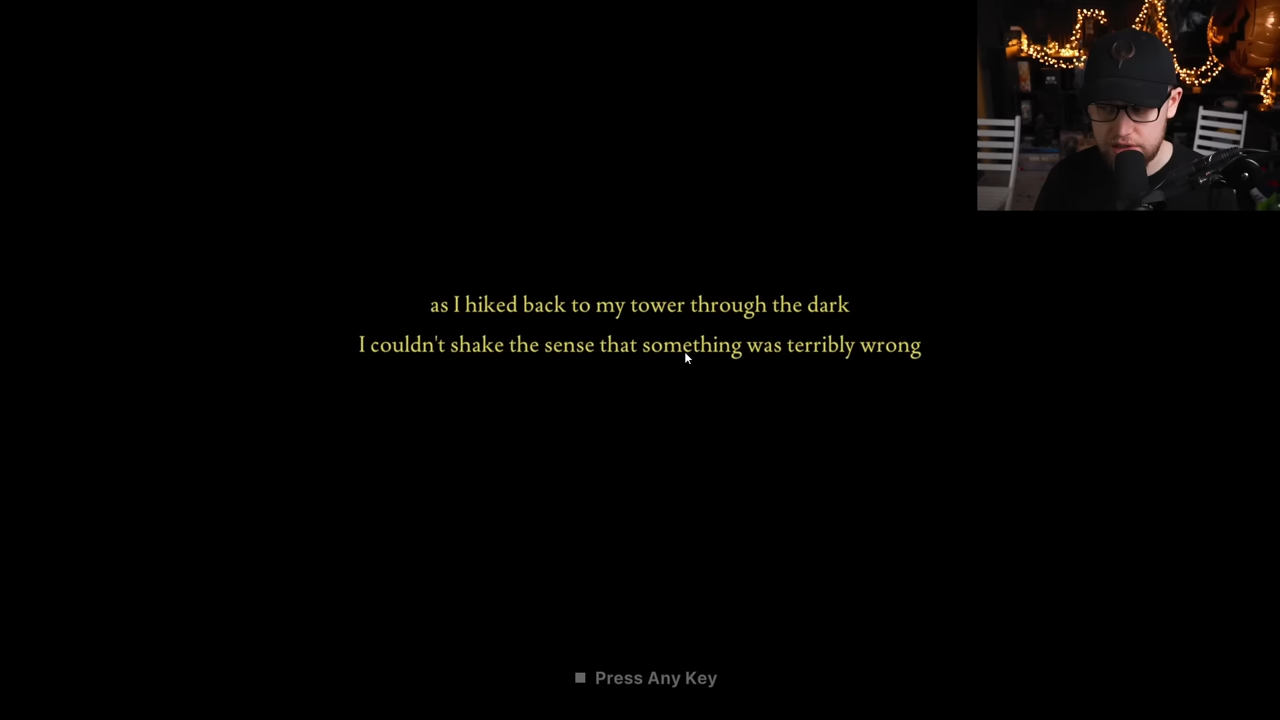 as I hiked back to my tower through the dark
I couldn't shake the sense that something was terribly wrong
Press Any Key